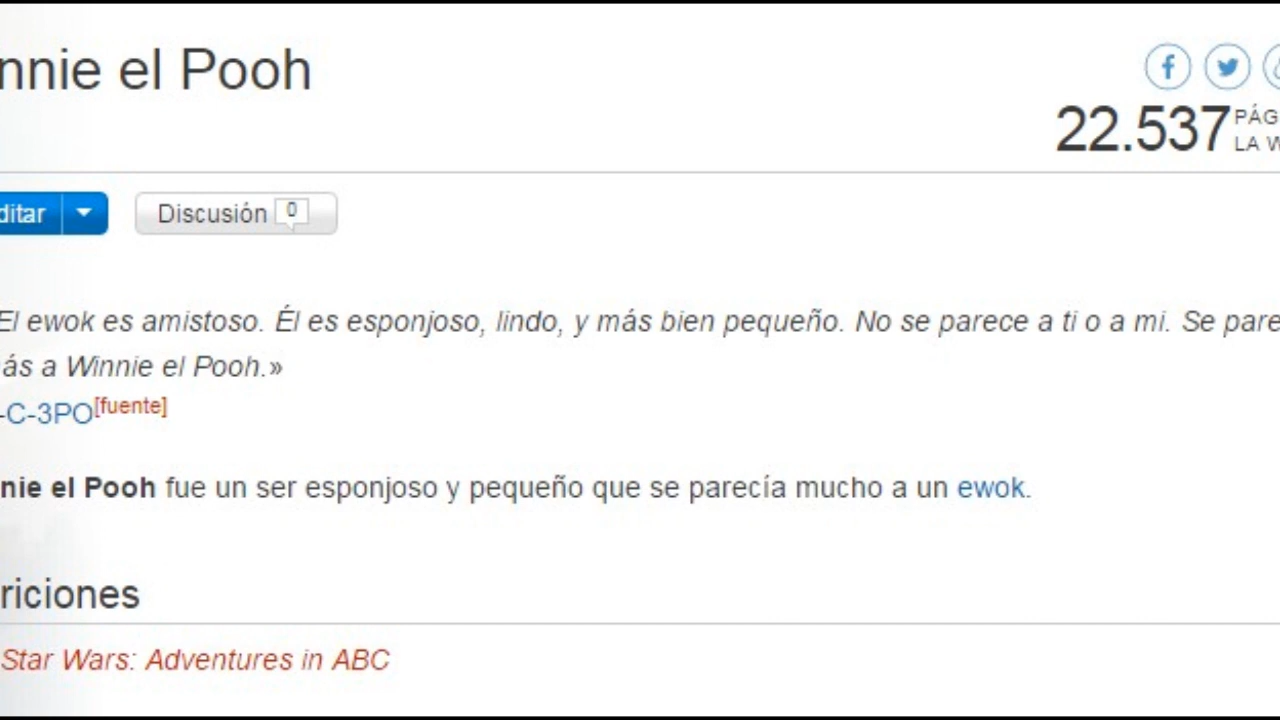 nnie el Pooh
22.537 PÁG
LA W
ditar
Discusión 0
El ewok es amistoso. Él es esponjoso, lindo, y más bien pequeño. No se parece a ti o a mi. Se pare
ás a Winnie el Pooh.»
-C-3PO[fuente]
nie el Pooh fue un ser esponjoso y pequeño que se parecía mucho a un ewok.
riciones
Star Wars: Adventures in ABC